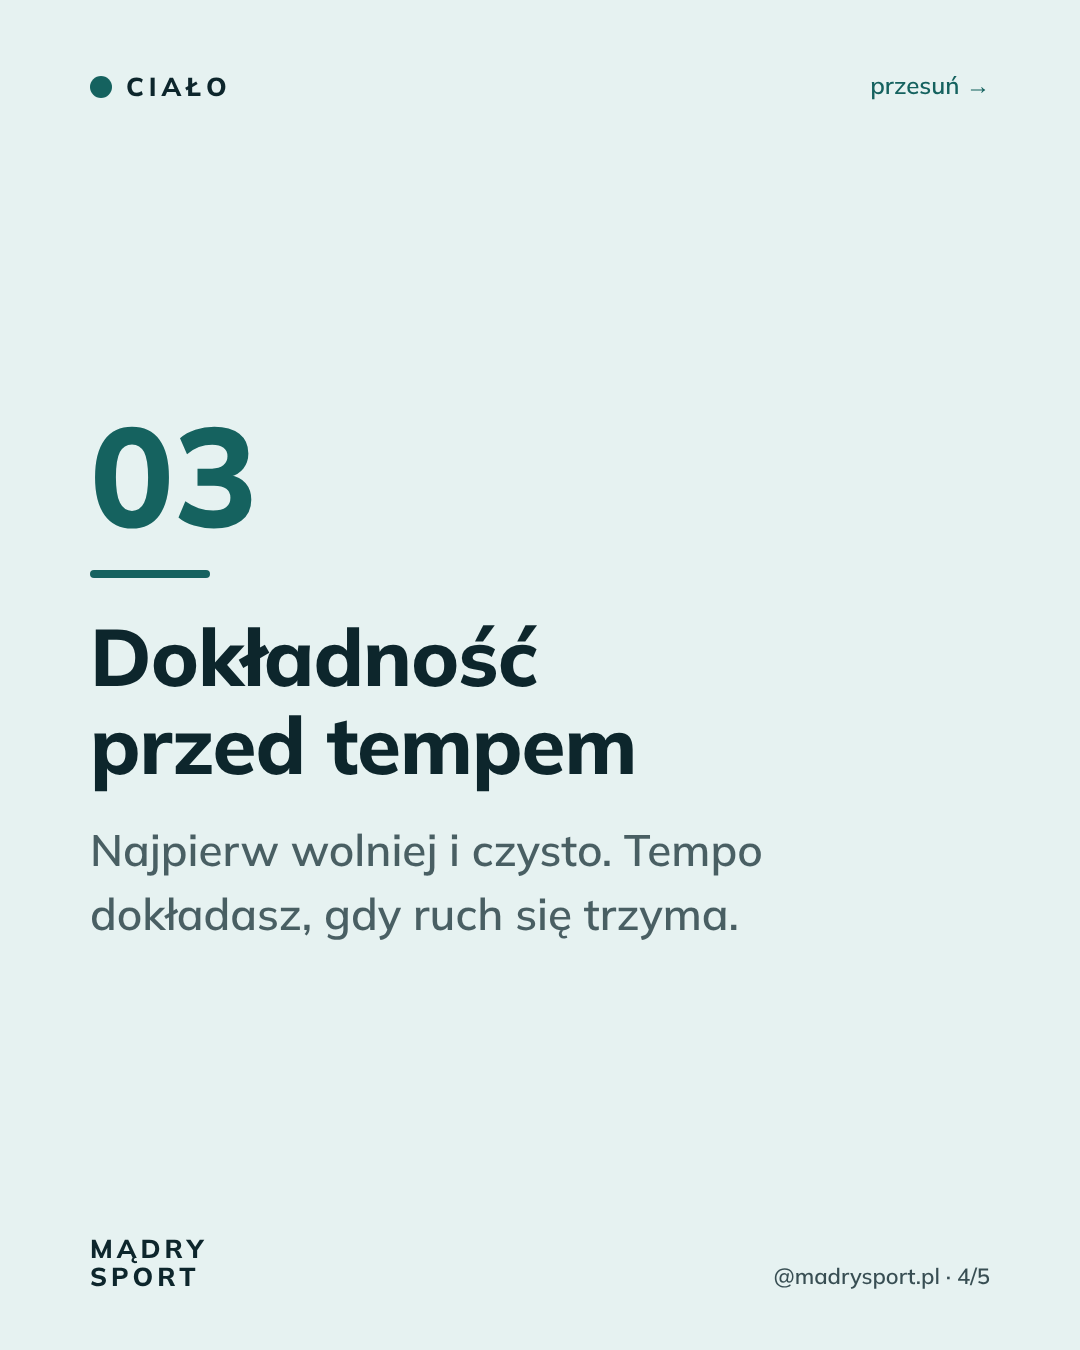 CIAŁO
przesuń →
03
Dokładność
przed tempem
Najpierw wolniej i czysto. Tempo
dokładasz, gdy ruch się trzyma.
MĄDRY
SPORT
@madrysport.pl · 4/5